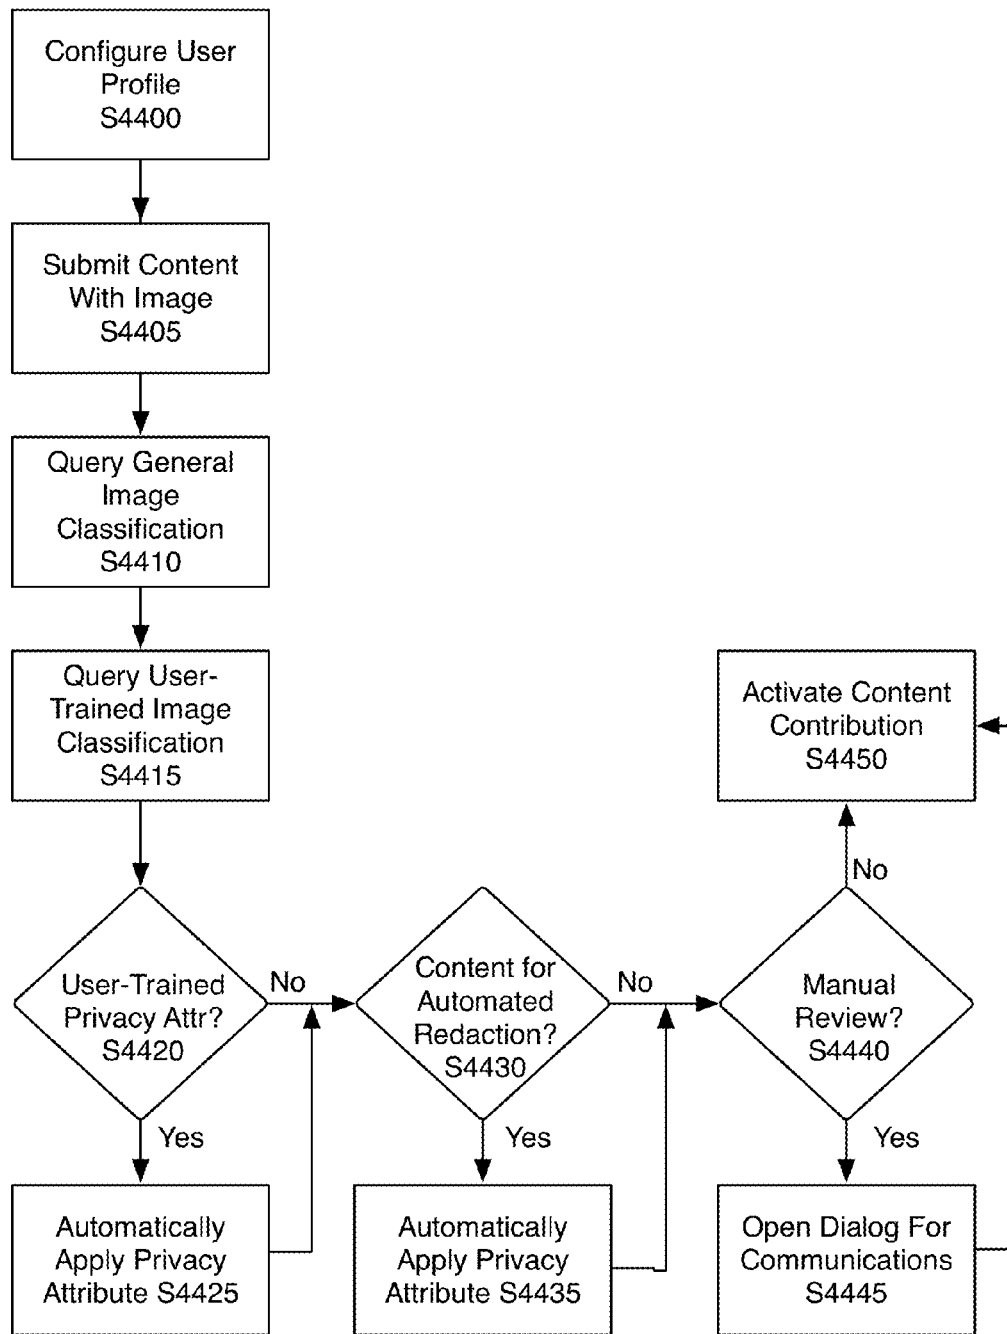 Configure User
Profile
S4400
Submit Content
With Image
S4405
Query General
Image
Classification
S4410
Query User-
Trained Image
Classification
S4415
Activate Content
Contribution
S4450
No
User-Trained
Privacy Attr?
S4420
No
Content for
Automated
Redaction?
S4430
No
Manual
Review?
S4440
Yes
Yes
Yes
Automatically
Apply Privacy
Attribute S4425
Automatically
Apply Privacy
Attribute S4435
Open Dialog For
Communications
S4445